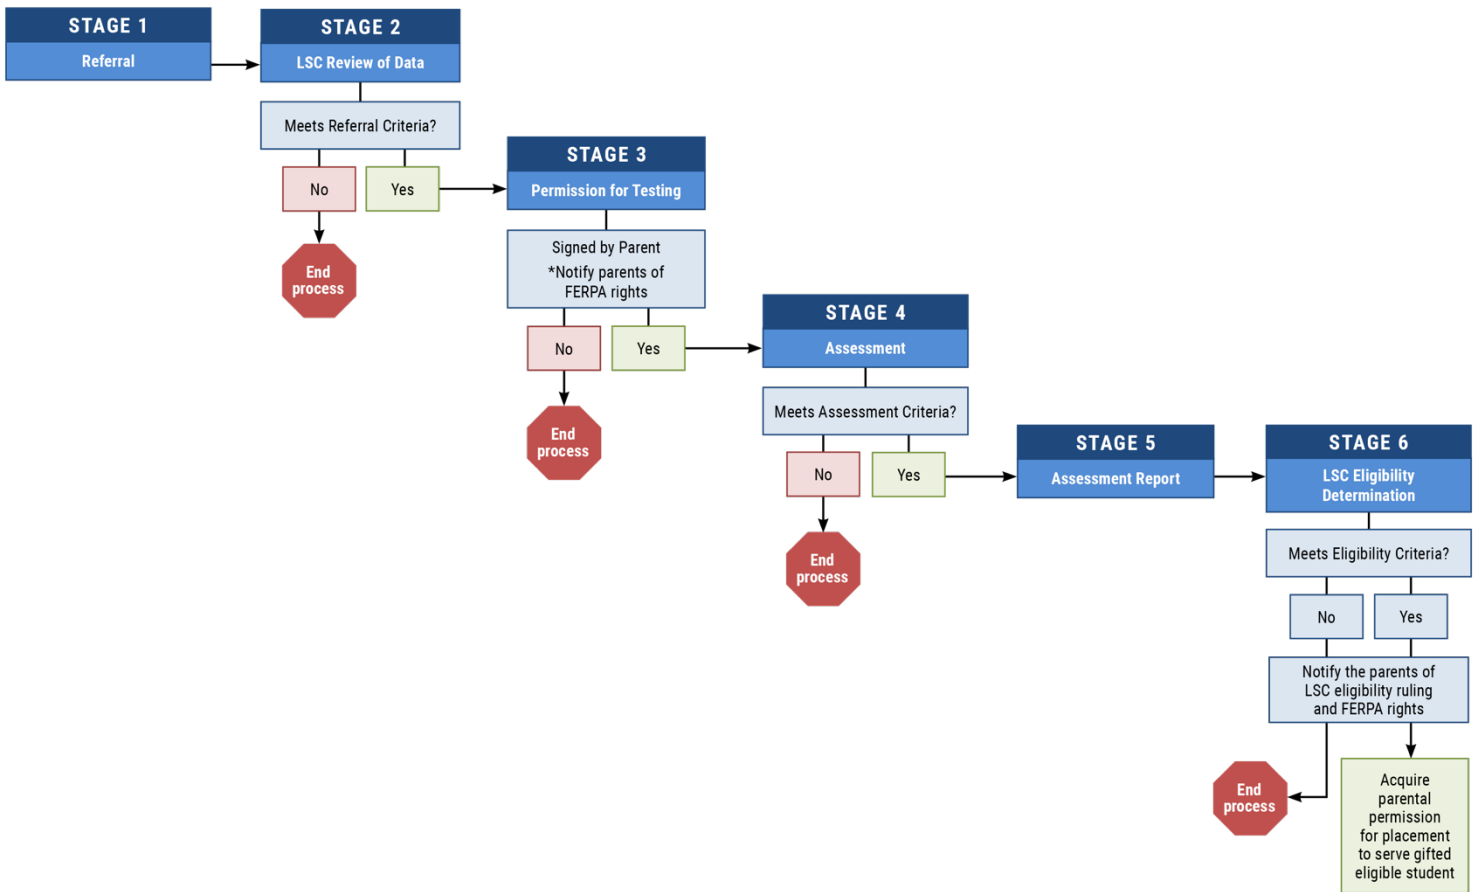 STAGE 1
Referral
STAGE 2
LSC Review of Data
Meets Referral Criteria?
No
Yes
End
process
STAGE 3
Permission for Testing
Signed by Parent
*Notify parents of
FERPA rights
No
Yes
End
process
STAGE 4
Assessment
Meets Assessment Criteria?
No
Yes
End
process
STAGE 5
Assessment Report
STAGE 6
LSC Eligibility
Determination
Meets Eligibility Criteria?
No
Yes
Notify the parents of
LSC eligibility ruling
and FERPA rights
End
process
Acquire
parental
permission
for placement
to serve gifted
eligible student